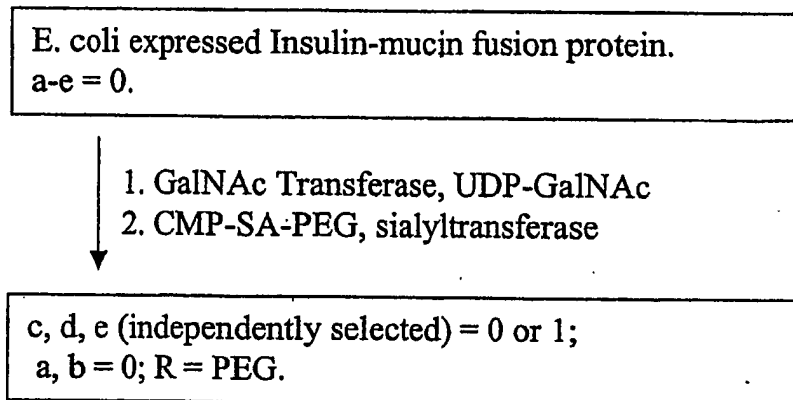 E. coli expressed Insulin-mucin fusion protein.
a-e = 0.
1. GalNAc Transferase, UDP-GalNAc
2. CMP-SA-PEG, sialyltransferase
c, d, e (independently selected) = 0 or 1;
a, b = 0; R = PEG.